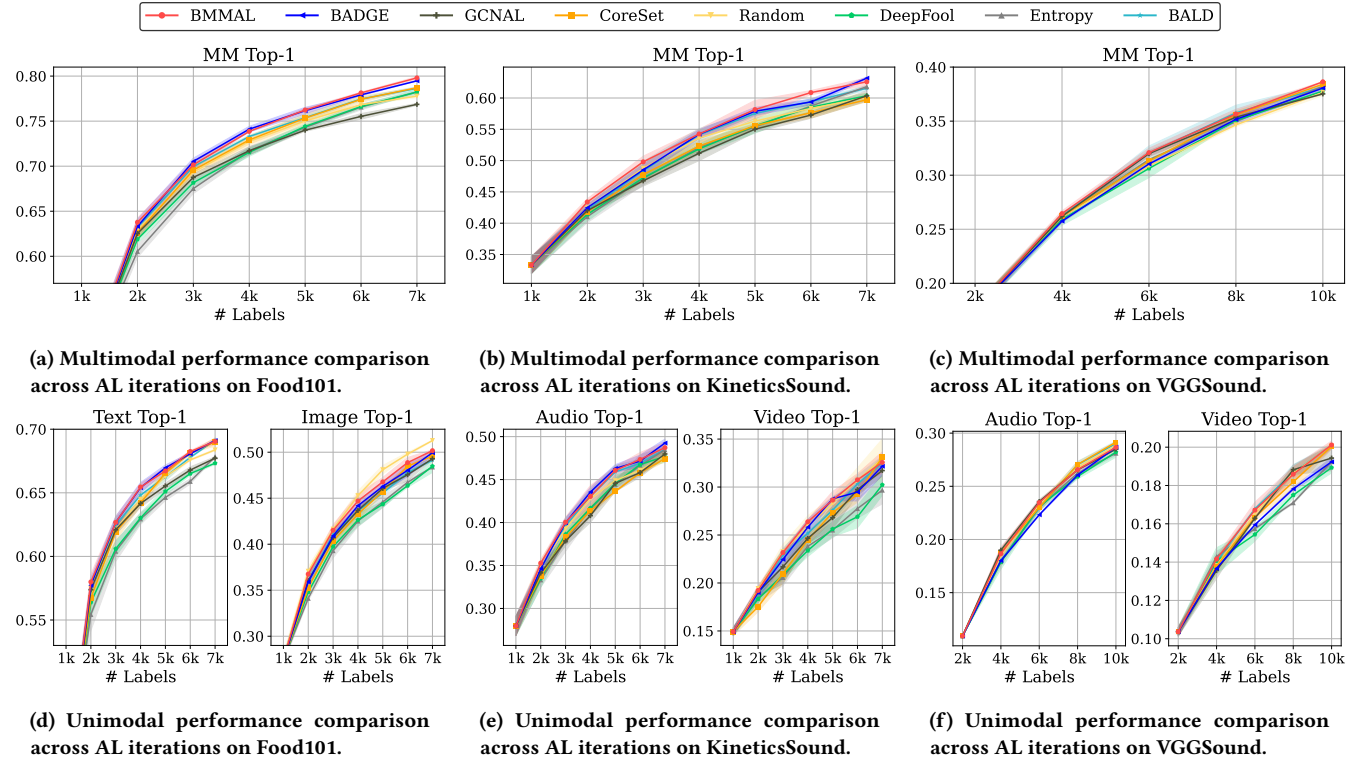 BMMAL BADGE GCNAL CoreSet Random DeepFool Entropy BALD
MM Top-1
0.80
0.75
0.70
0.65
0.60
1k 2k 3k 4k 5k 6k 7k
# Labels
MM Top-1
0.60
0.55
0.50
0.45
0.40
0.35
1k 2k 3k 4k 5k 6k 7k
# Labels
MM Top-1
0.40
0.35
0.30
0.25
0.20
2k 4k 6k 8k 10k
# Labels
(a) Multimodal performance comparison
across AL iterations on Food101.
(b) Multimodal performance comparison
across AL iterations on KineticsSound.
(c) Multimodal performance comparison
across AL iterations on VGGSound.
Text Top-1
0.70
0.65
0.60
0.55
1k 2k 3k 4k 5k 6k 7k
# Labels
Image Top-1
0.50
0.45
0.40
0.35
0.30
1k 2k 3k 4k 5k 6k 7k
# Labels
Audio Top-1
0.50
0.45
0.40
0.35
0.30
1k 2k 3k 4k 5k 6k 7k
# Labels
Video Top-1
0.35
0.30
0.25
0.20
0.15
1k 2k 3k 4k 5k 6k 7k
# Labels
Audio Top-1
0.30
0.25
0.20
0.15
2k 4k 6k 8k 10k
# Labels
Video Top-1
0.20
0.18
0.16
0.14
0.12
0.10
2k 4k 6k 8k 10k
# Labels
(d) Unimodal performance comparison
across AL iterations on Food101.
(e) Unimodal performance comparison
across AL iterations on KineticsSound.
(f) Unimodal performance comparison
across AL iterations on VGGSound.